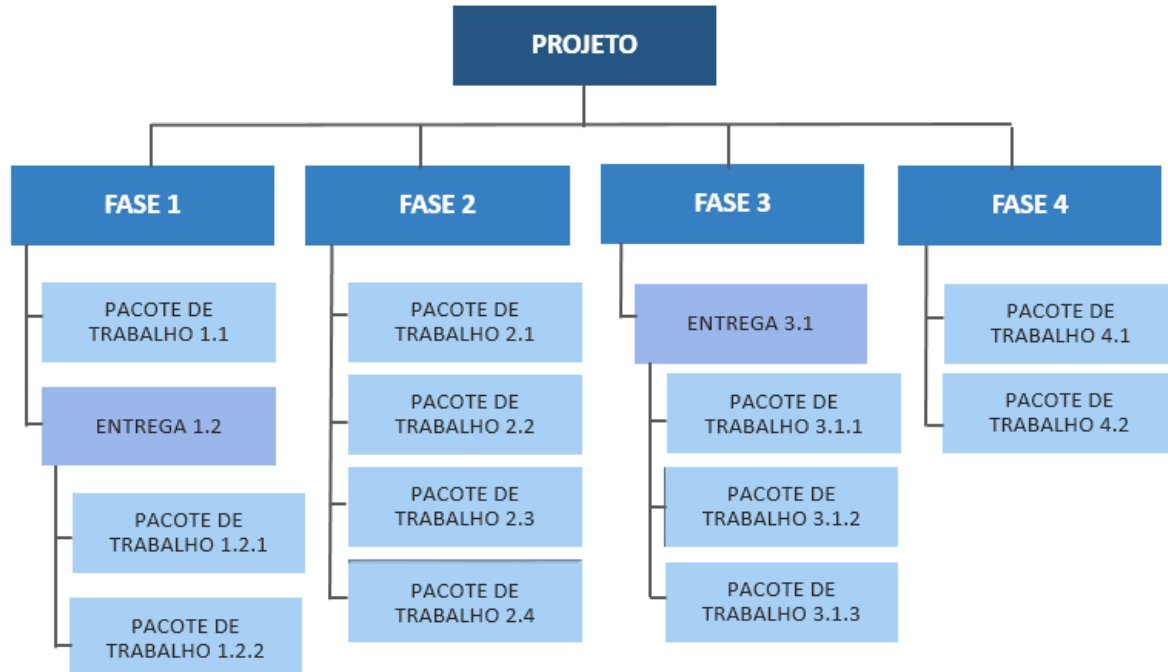 PROJETO
FASE 1
PACOTE DE
TRABALHO 1.1
ENTREGA 1.2
PACOTE DE
TRABALHO 1.2.1
PACOTE DE
TRABALHO 1.2.2
FASE 2
PACOTE DE
TRABALHO 2.1
PACOTE DE
TRABALHO 2.2
PACOTE DE
TRABALHO 2.3
PACOTE DE
TRABALHO 2.4
FASE 3
ENTREGA 3.1
PACOTE DE
TRABALHO 3.1.1
PACOTE DE
TRABALHO 3.1.2
PACOTE DE
TRABALHO 3.1.3
FASE 4
PACOTE DE
TRABALHO 4.1
PACOTE DE
TRABALHO 4.2